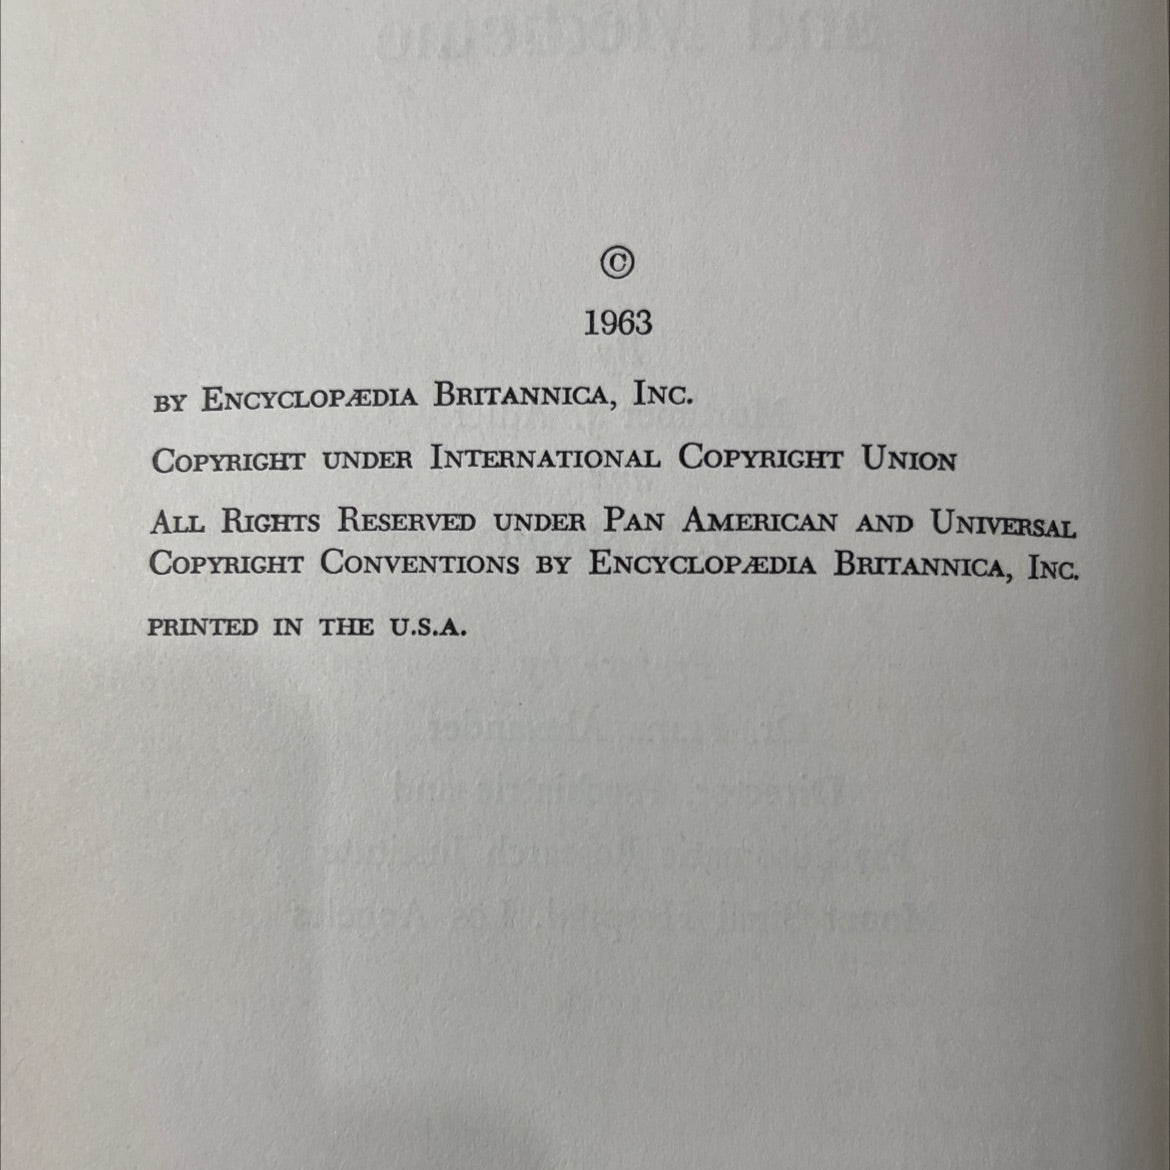 ©
1963
BY ENCYCLOPÆDIA BRITANNICA, INC.
COPYRIGHT UNDER INTERNATIONAL COPYRIGHT UNION
ALL RIGHTS RESERVED UNDER PAN AMERICAN AND UNIVERSAL
COPYRIGHT CONVENTIONS BY ENCYCLOPÆDIA BRITANNICA, INC.
PRINTED IN THE U.S.A.